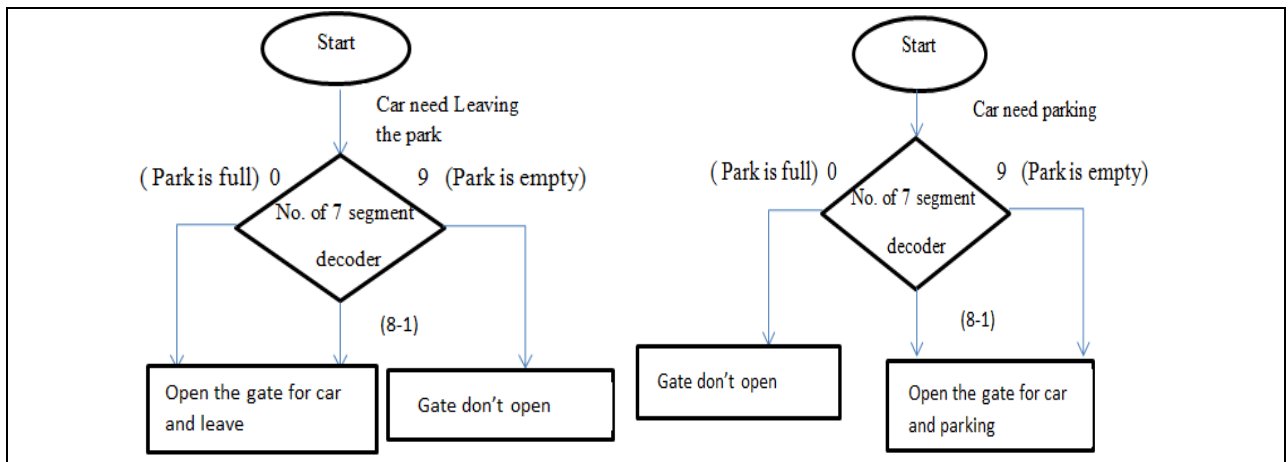 Start
Car need Leaving
the park
( Park is full) 0
9 (Park is empty)
No. of 7 segment
decoder
(8-1)
Open the gate for car
and leave
Gate don't open
Start
Car need parking
( Park is full) 0
9 (Park is empty)
No. of 7 segment
decoder
(8-1)
Gate don't open
Open the gate for car
and parking